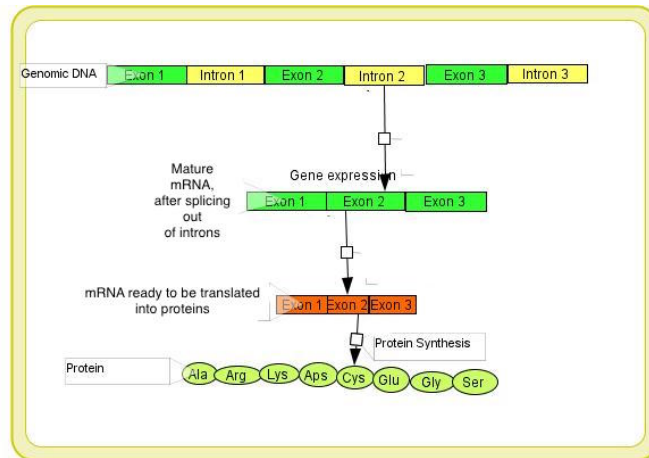 Genomic DNA
Exon 1 Intron 1 Exon 2 Intron 2 Exon 3 Intron 3
Gene expression
Mature
mRNA,
after splicing
out
of introns
Exon 1 Exon 2 Exon 3
mRNA ready to be translated
into proteins
Exon 1 Exon 2 Exon 3
Protein Synthesis
Protein
Ala Arg Lys Aps Cys Glu Gly Ser